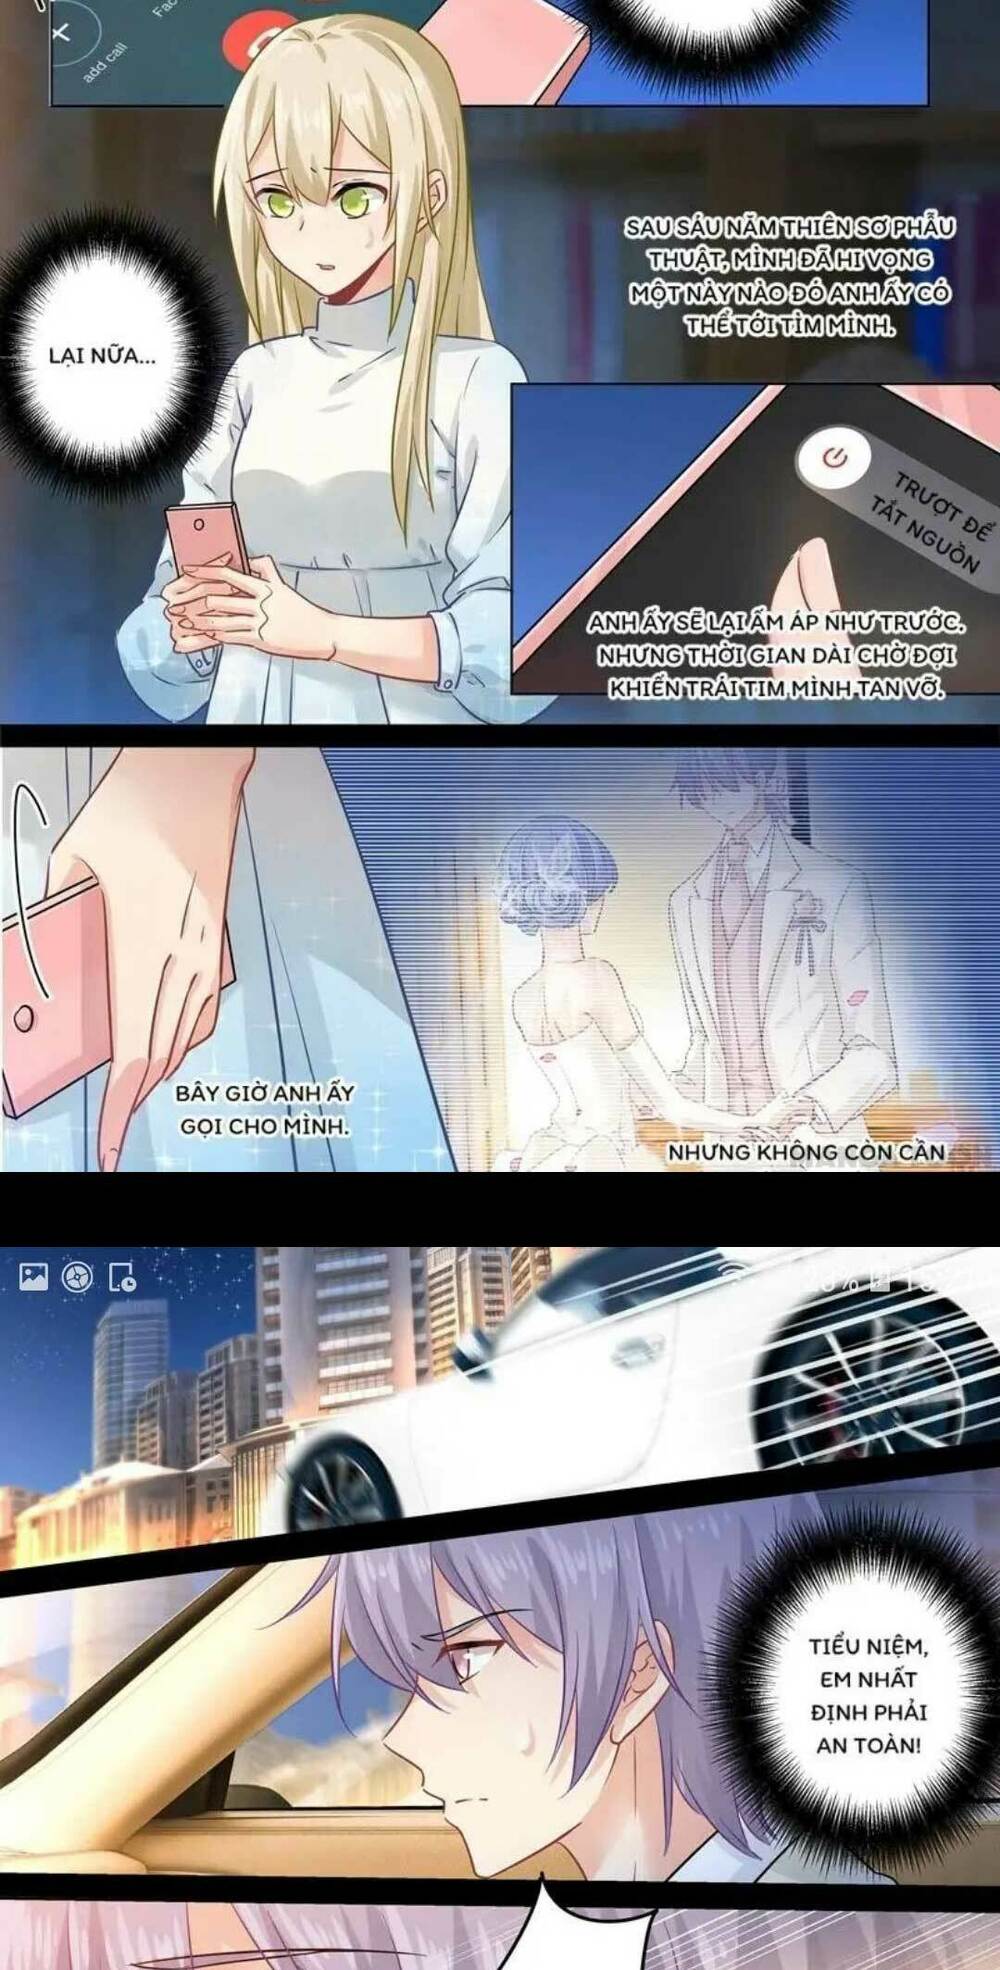 add call
SAU SÁU NĂM THIÊN SƠ PHẪU
THUẬT, MÌNH ĐÃ HI VỌNG
MỘT NÀY NÀO ĐÓ ANH ẤY CÓ
THỂ TỚI TÌM MÌNH.
LẠI NỮA...
TRƯỢT ĐỂ
TẮT NGUỒN
ANH ẤY SẼ LẠI ẤM ÁP NHƯ TRƯỚC.
NHƯNG THỜI GIAN DÀI CHỜ ĐỢI
KHIẾN TRÁI TIM MÌNH TAN VỠ.
BÂY GIỜ ANH ẤY
GỌI CHO MÌNH.
NHƯNG KHÔNG CÒN CẦN
TIỂU NIỆM,
EM NHẤT
ĐỊNH PHẢI
AN TOÀN!